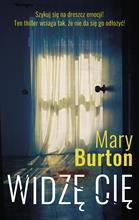 Szykuj się na dreszcz emocji!
Ten thriller wciąga tak, że nie da się go odłożyć!
Mary
Burton
WIDZĘ CIĘ